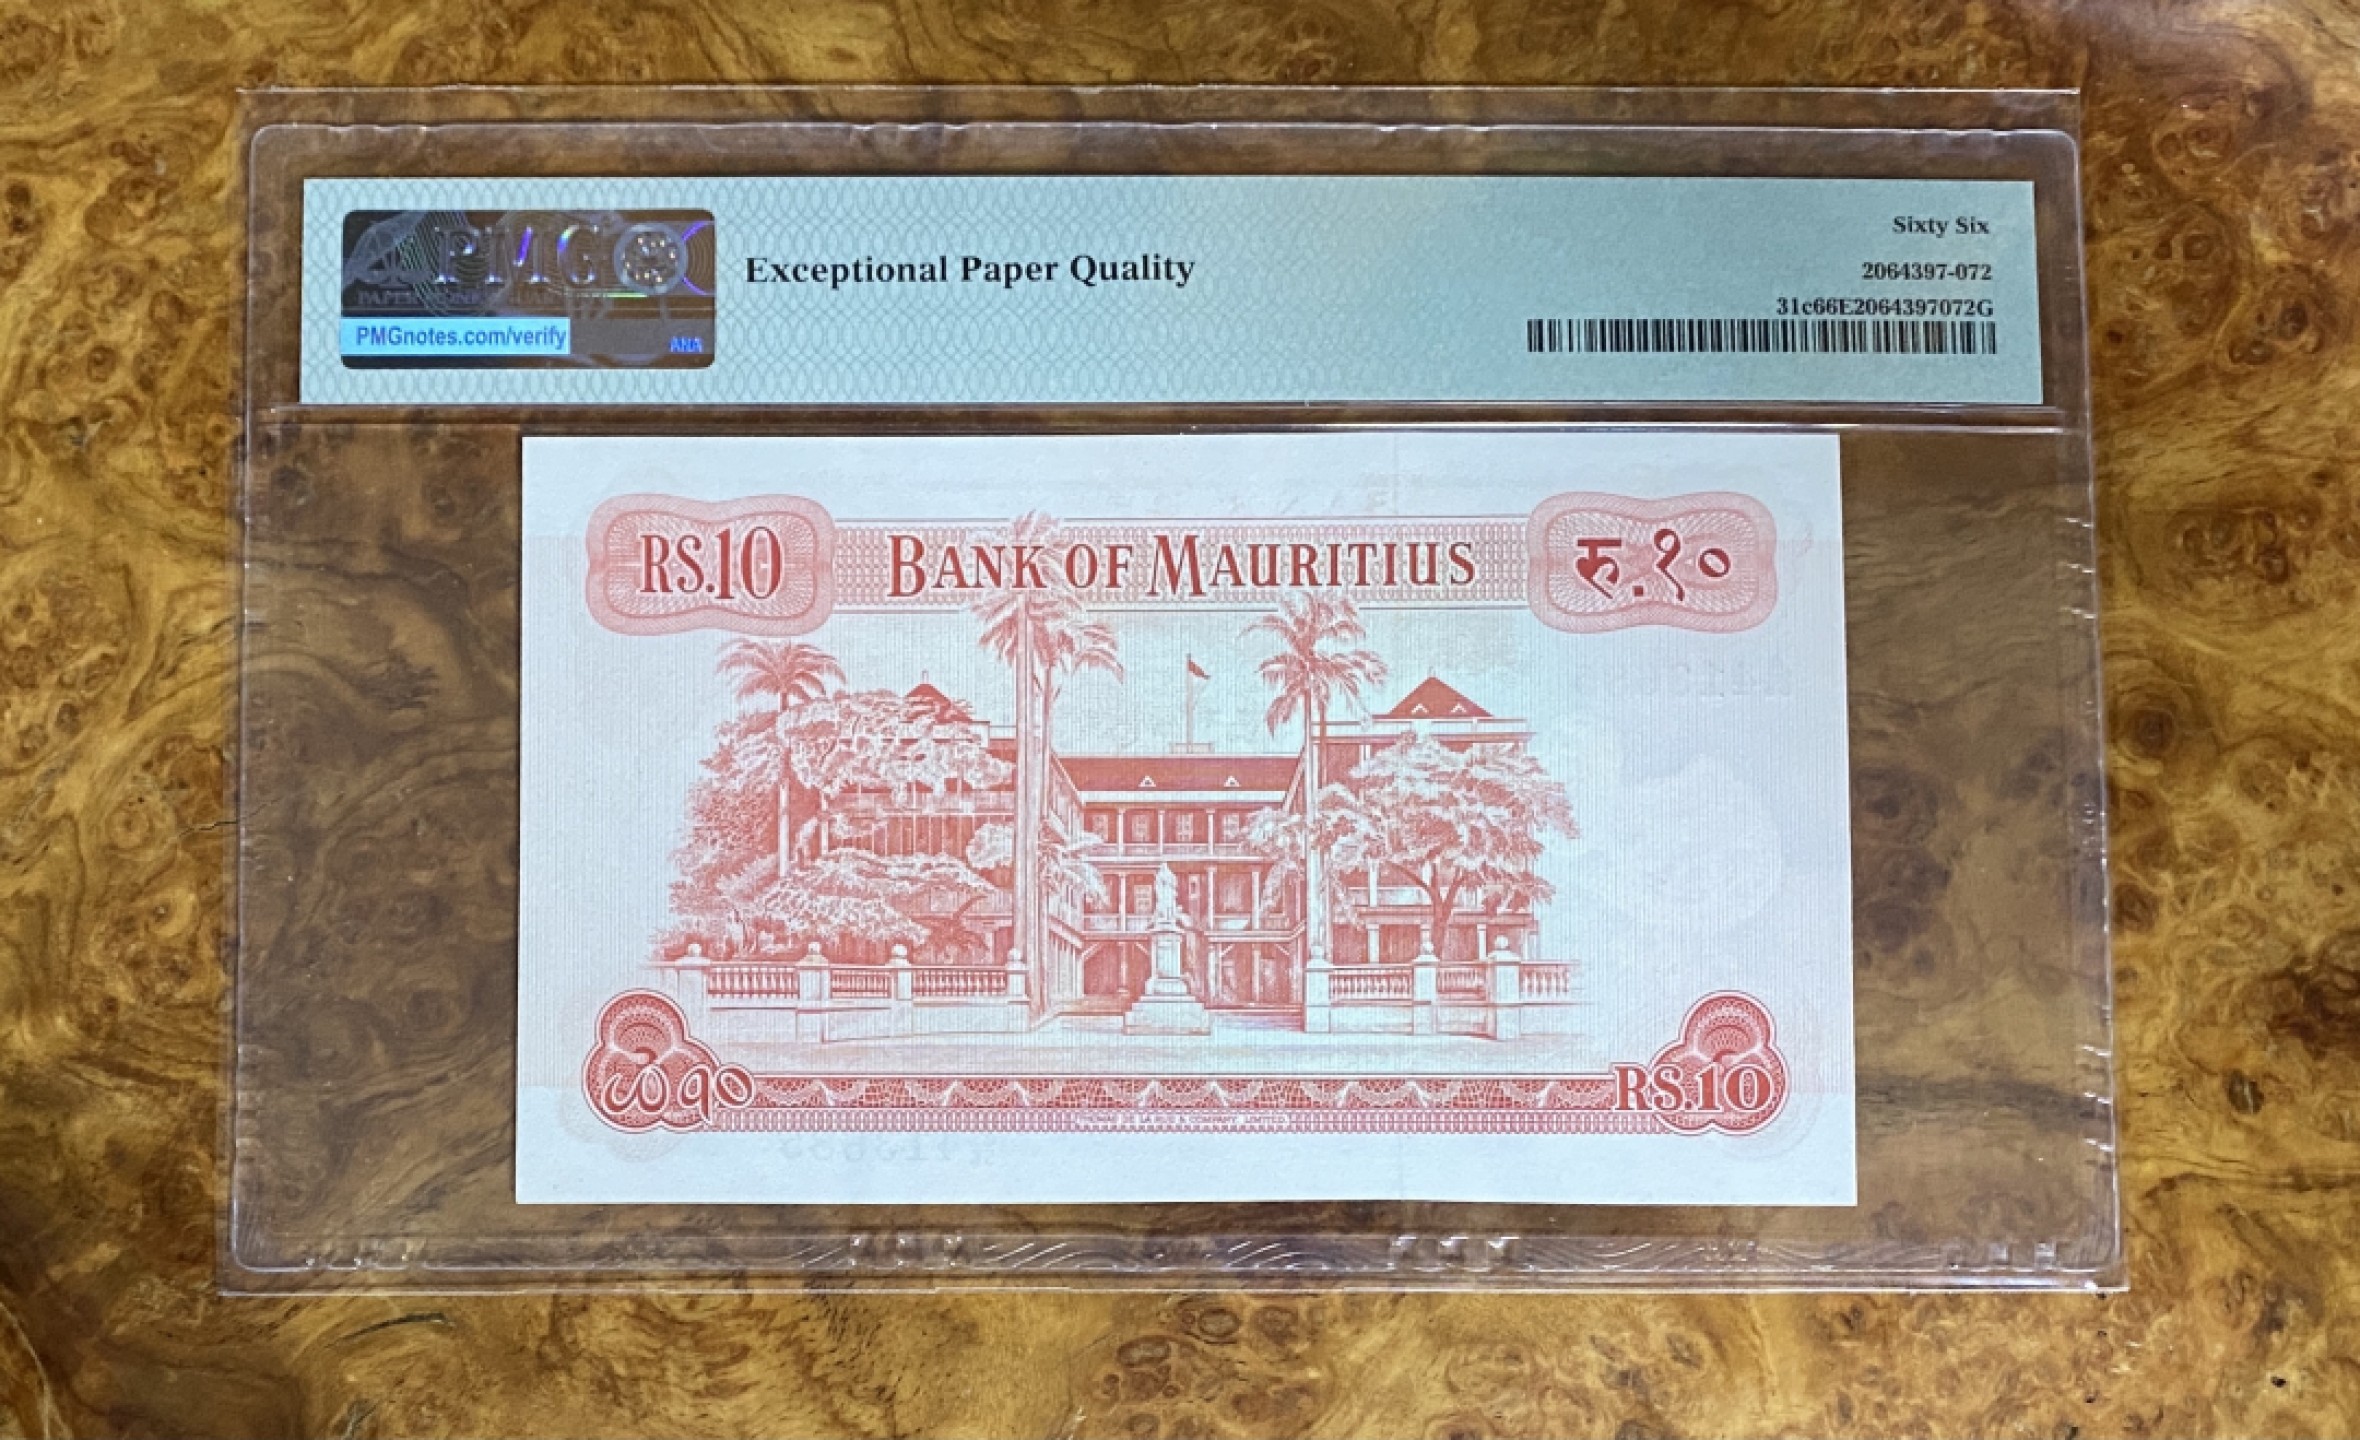 Sixty Six
PMG
Exceptional Paper Quality
2064397-072
31c66E2064397072G
PMGnotes.com/verify
ANA
RS.10
BANK OF MAURITIUS
रु.१०
RS.10